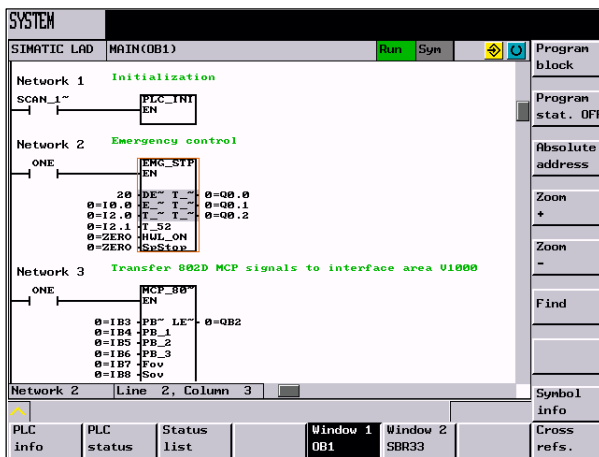 SYSTEM
SIMATIC LAD MAIN(OB1) Run Sym
Program block
Program stat. OFF
Absolute address
Zoom +
Zoom -
Find
Symbol info
Network 1 Initialization
SCAN_1~ PLC_INI
EN
Network 2 Emergency control
ONE EMG_STP
EN
20 DE~ T_~ 0=Q0.0
0=I0.0 E_~ T_~ 0=Q0.1
0=I2.0 T_~ T_~ 0=Q0.2
0=I2.1 T_52
0=ZERO HWL_ON
0=ZERO SpStop
Network 3 Transfer 802D MCP signals to interface area V1000
ONE MCP_80~
EN
0=IB3 PB~ LE~ 0=QB2
0=IB4 PB_1
0=IB5 PB_2
0=IB6 PB_3
0=IB7 Fov
0=IB8 Sov
Network 2 Line 2, Column 3
PLC info
PLC status
Status list
Window 1 OB1
Window 2 SBR33
Cross refs.